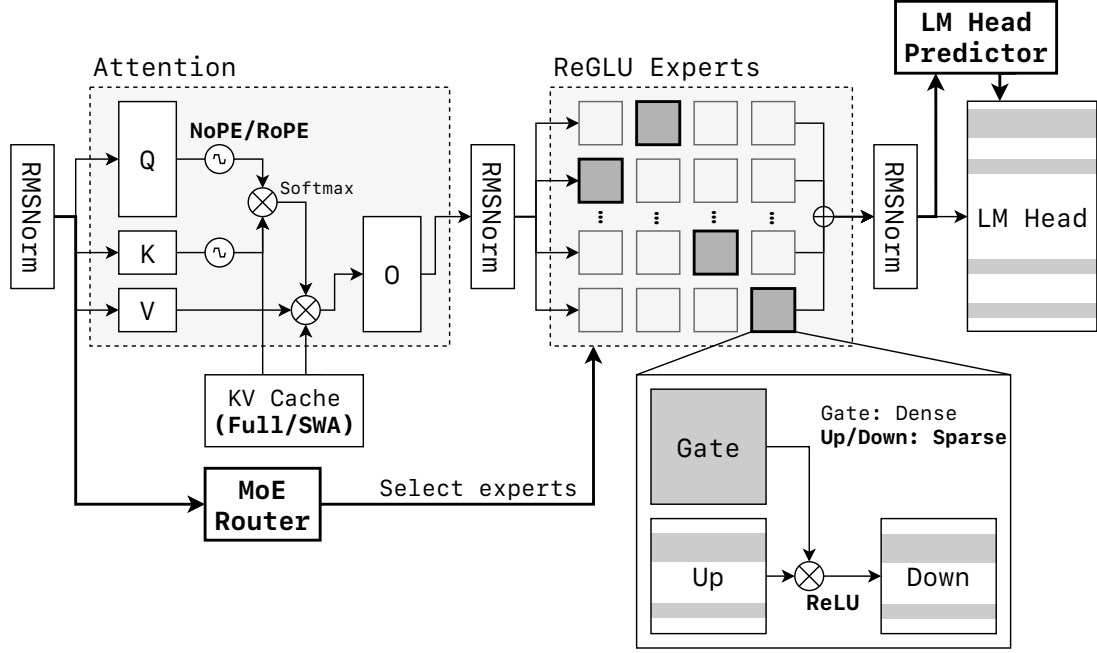 LM Head
Predictor
Attention
ReGLU Experts
RMSNorm
Q
NoPE/RoPE
Softmax
K
V
O
RMSNorm
RMSNorm
LM Head
KV Cache
(Full/SWA)
MoE
Router
Select experts
Gate
Gate: Dense
Up/Down: Sparse
Up
ReLU
Down